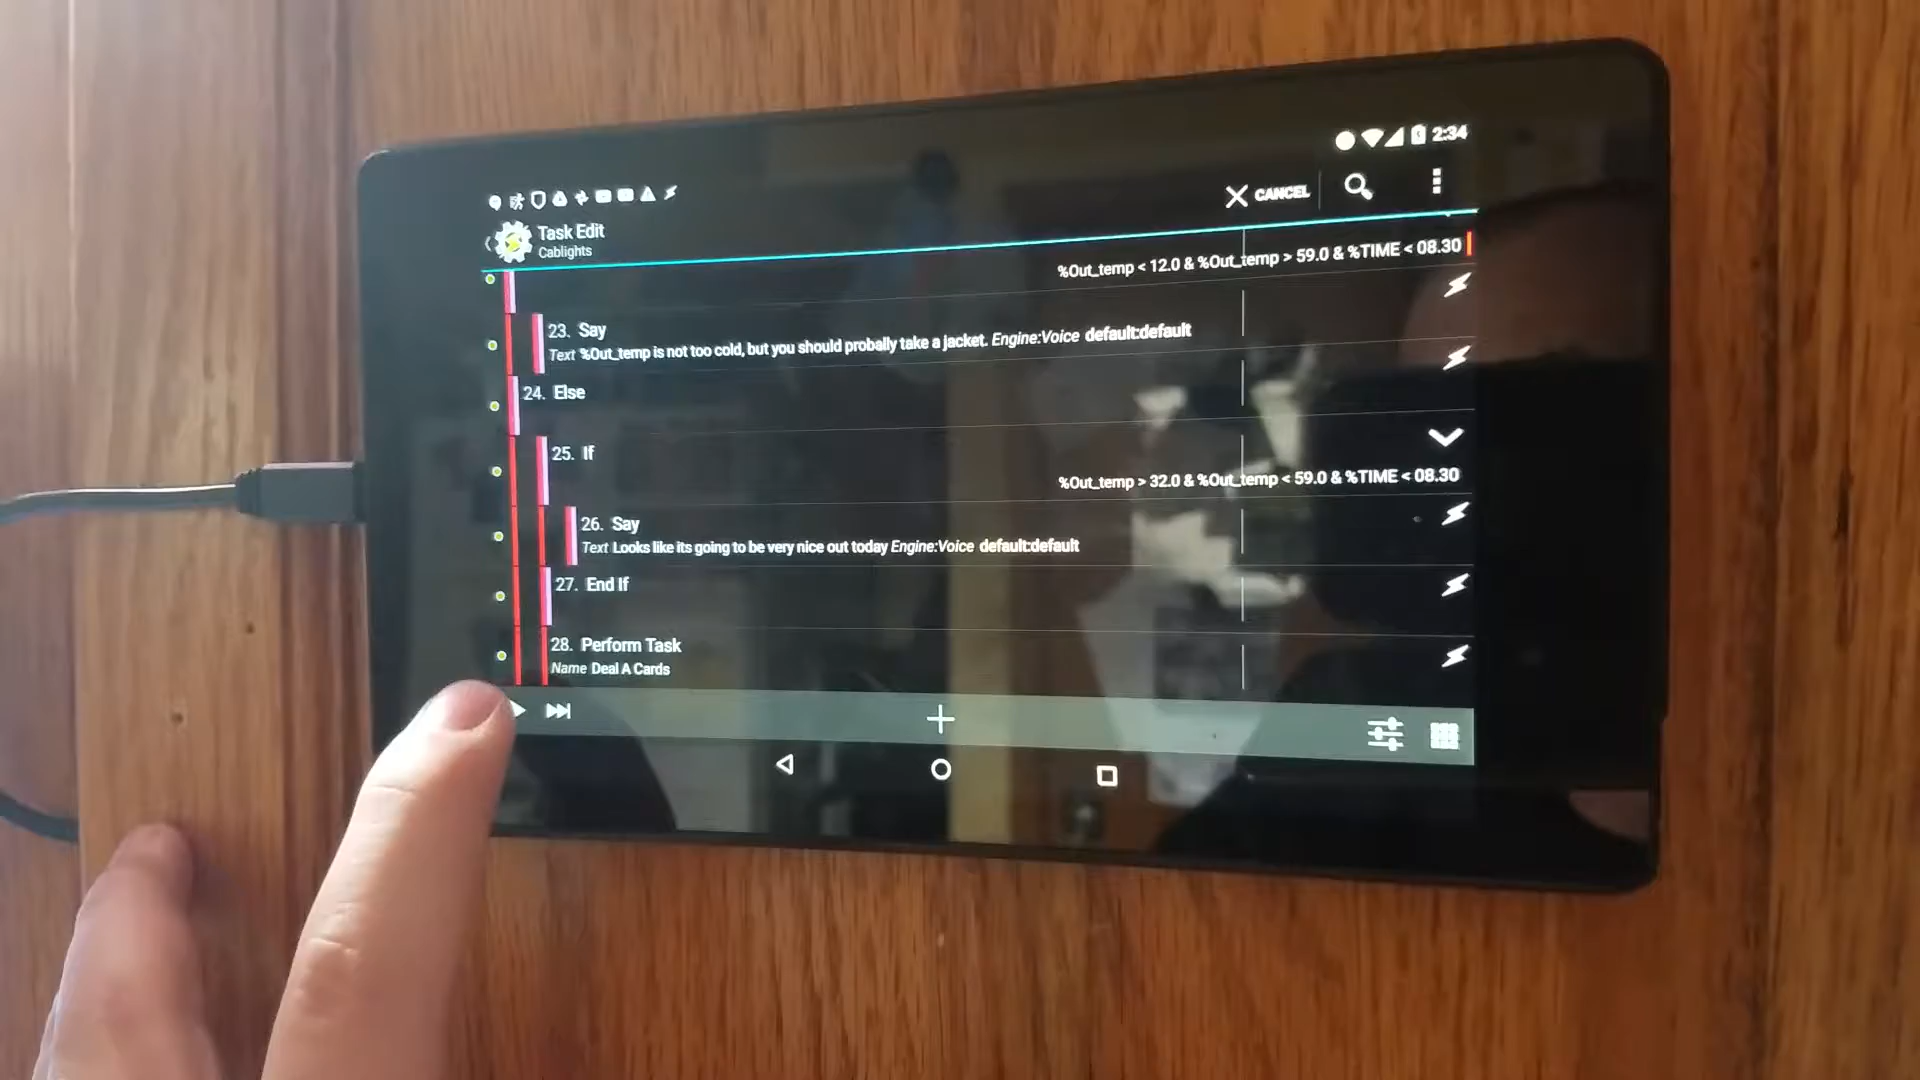 2:34
CANCEL
Task Edit
Cablights
%Out_temp < 12.0 & %Out_temp > 59.0 & %TIME < 08.30
23. Say
Text %Out_temp is not too cold, but you should probally take a jacket. Engine:Voice default:default
24. Else
25. If
%Out_temp > 32.0 & %Out_temp < 59.0 & %TIME < 08.30
26. Say
Text Looks like its going to be very nice out today Engine:Voice default:default
27. End If
28. Perform Task
Name Deal A Cards